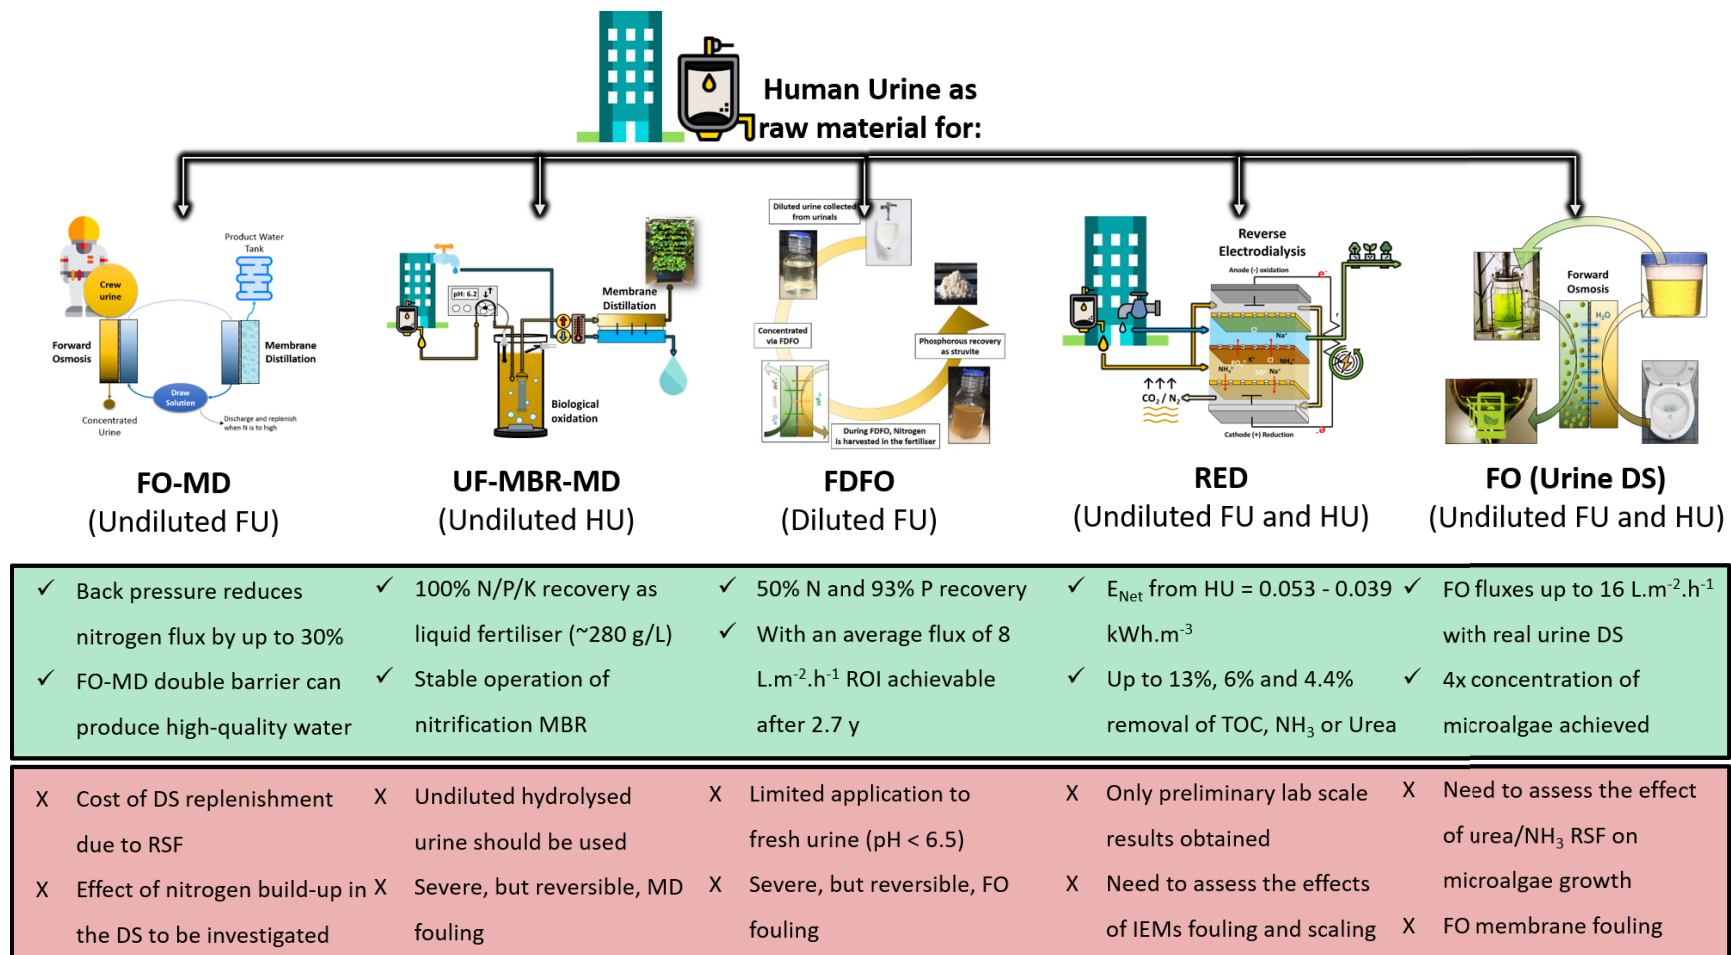 Human Urine as
raw material for:
Product Water
Tank
Crew
urine
Forward
Osmosis
Membrane
Distillation
Draw
Solution
Concentrated
Urine
Discharge and replenish
when N is to high
pH: 6.2
Membrane
Distillation
Biological
oxidation
Diluted urine collected
from urinals
Concentrated
via FDFO
Phosphorous recovery
as struvite
During FDFO, Nitrogen
is harvested in the fertiliser
Reverse
Electrodialysis
Anode (-) oxidation
e-
Cl-
Na+
K+
Cl
NH4+
NH4+
Na+
CO2 / N2
Cathode (+) Reduction
Forward
Osmosis
H2O
FO-MD
(Undiluted FU)
UF-MBR-MD
(Undiluted HU)
FDFO
(Diluted FU)
RED
(Undiluted FU and HU)
FO (Urine DS)
(Undiluted FU and HU)
✓ Back pressure reduces
nitrogen flux by up to 30%
✓ FO-MD double barrier can
produce high-quality water
✓ 100% N/P/K recovery as
liquid fertiliser (~280 g/L)
✓ Stable operation of
nitrification MBR
✓ 50% N and 93% P recovery
✓ With an average flux of 8
L.m-2.h-1 ROI achievable
after 2.7 y
✓ ENet from HU = 0.053 - 0.039
kWh.m-3
✓ Up to 13%, 6% and 4.4%
removal of TOC, NH3 or Urea
✓ FO fluxes up to 16 L.m-2.h-1
with real urine DS
✓ 4x concentration of
microalgae achieved
X Cost of DS replenishment
due to RSF
X Effect of nitrogen build-up in
the DS to be investigated
X Undiluted hydrolysed
urine should be used
X Severe, but reversible, MD
fouling
X Limited application to
fresh urine (pH < 6.5)
X Severe, but reversible, FO
fouling
X Only preliminary lab scale
results obtained
X Need to assess the effects
of IEMs fouling and scaling
X Need to assess the effect
of urea/NH3 RSF on
microalgae growth
X FO membrane fouling